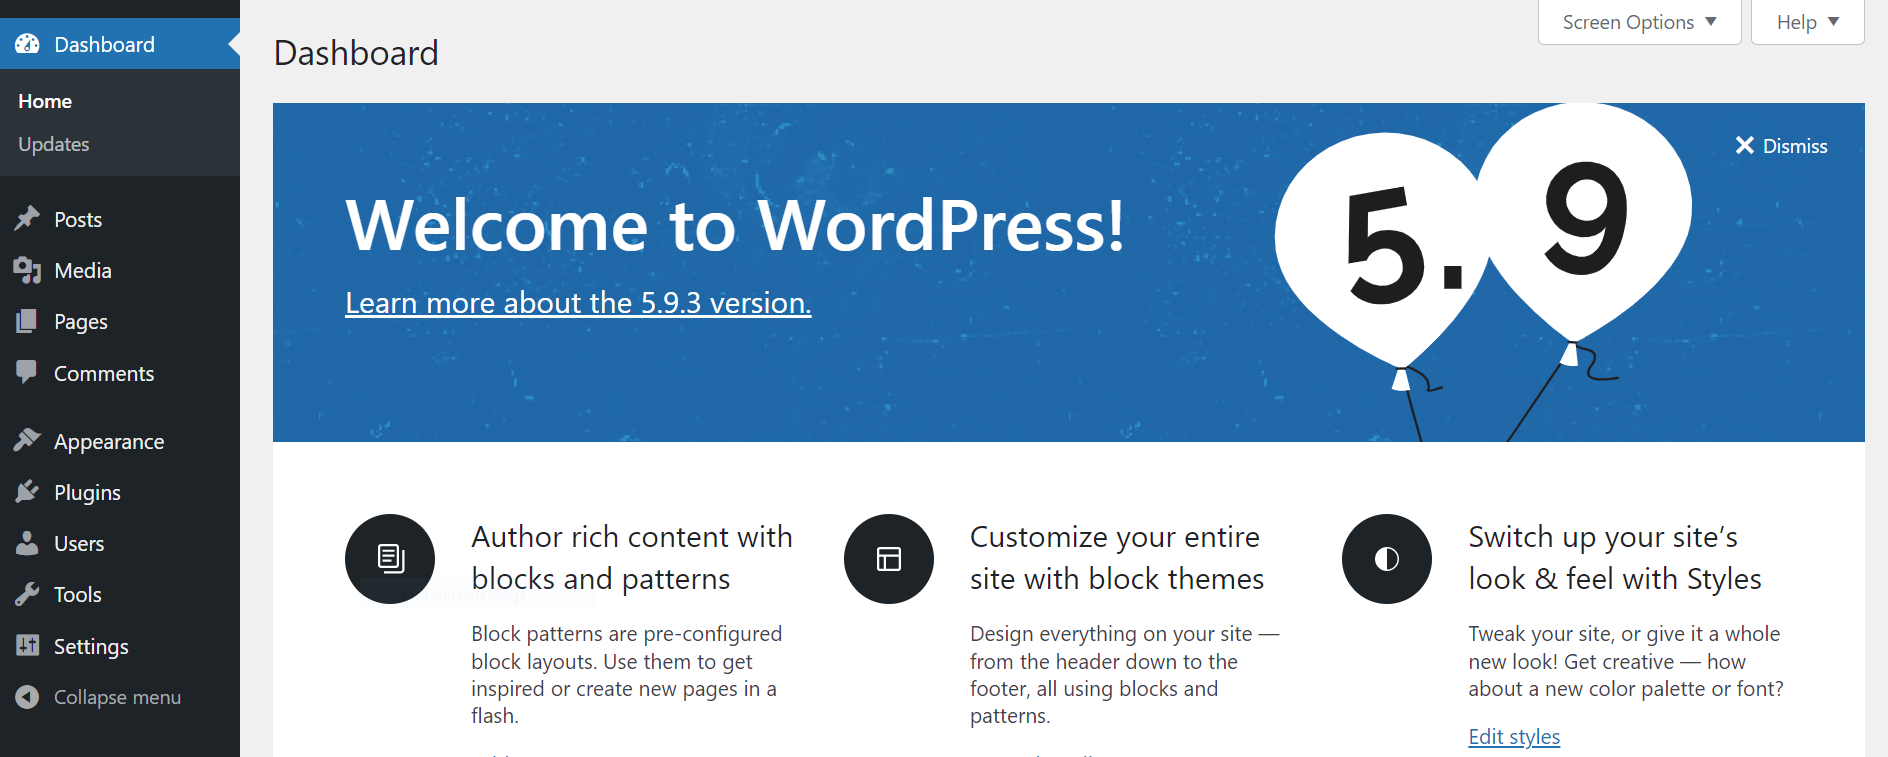 Dashboard
Home
Updates
Posts
Media
Pages
Comments
Appearance
Plugins
Users
Tools
Settings
Collapse menu
Screen Options
Help
Dashboard
Dismiss
Welcome to WordPress!
Learn more about the 5.9.3 version.
5.9
Author rich content with
blocks and patterns
Block patterns are pre-configured
block layouts. Use them to get
inspired or create new pages in a
flash.
Customize your entire
site with block themes
Design everything on your site —
from the header down to the
footer, all using blocks and
patterns.
Switch up your site’s
look & feel with Styles
Tweak your site, or give it a whole
new look! Get creative — how
about a new color palette or font?
Edit styles